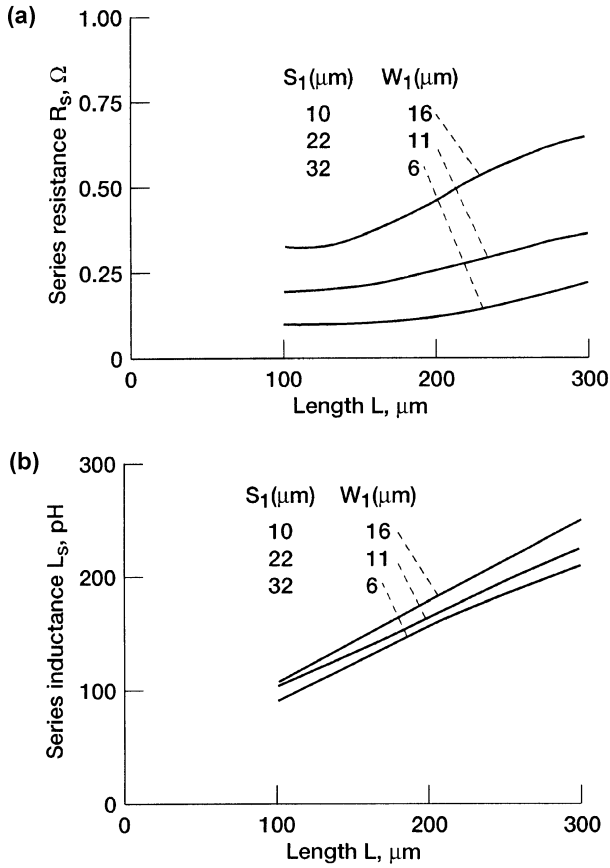 (a)
1.00
0.75
0.50
0.25
0
Series resistance Rs, Ω
S1(μm) W1(μm)
10 16
22 11
32 6
0 100 200 300
Length L, μm
(b)
300
200
100
0
Series inductance Ls, pH
S1(μm) W1(μm)
10 16
22 11
32 6
0 100 200 300
Length L, μm